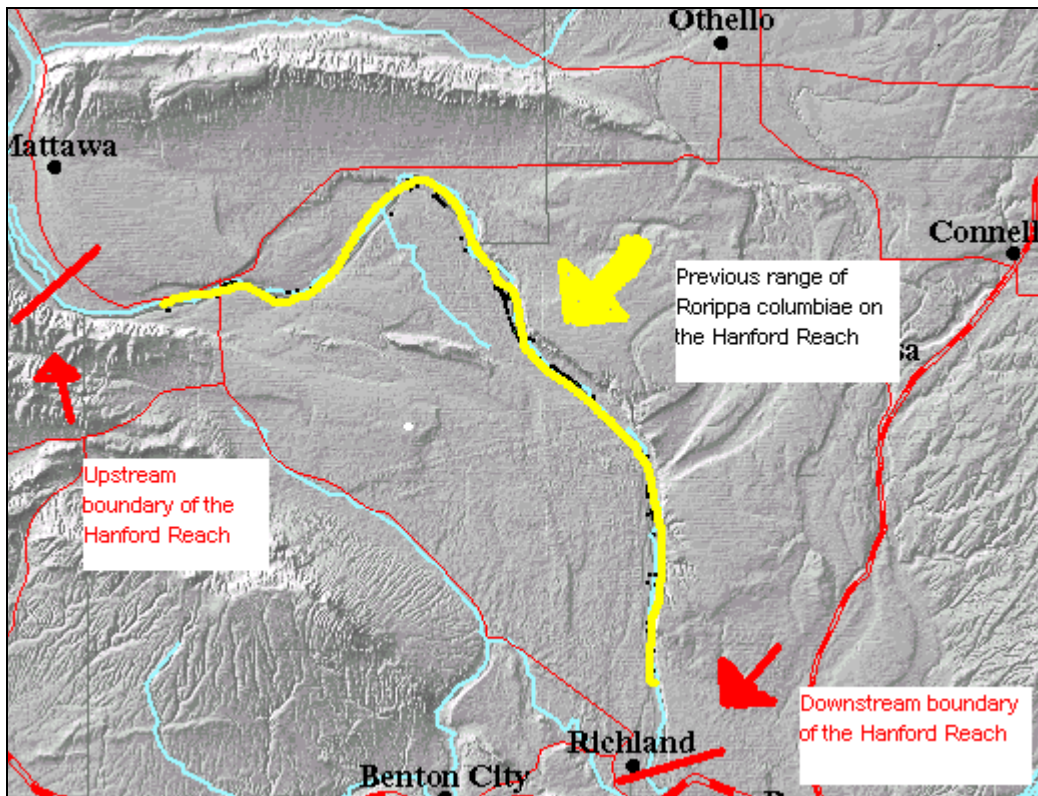 Othello
Mattawa
Connell
Previous range of
Rorippa columbiae on
the Hanford Reach
sa
Upstream
boundary of the
Hanford Reach
Downstream boundary
of the Hanford Reach
Richland
Benton City